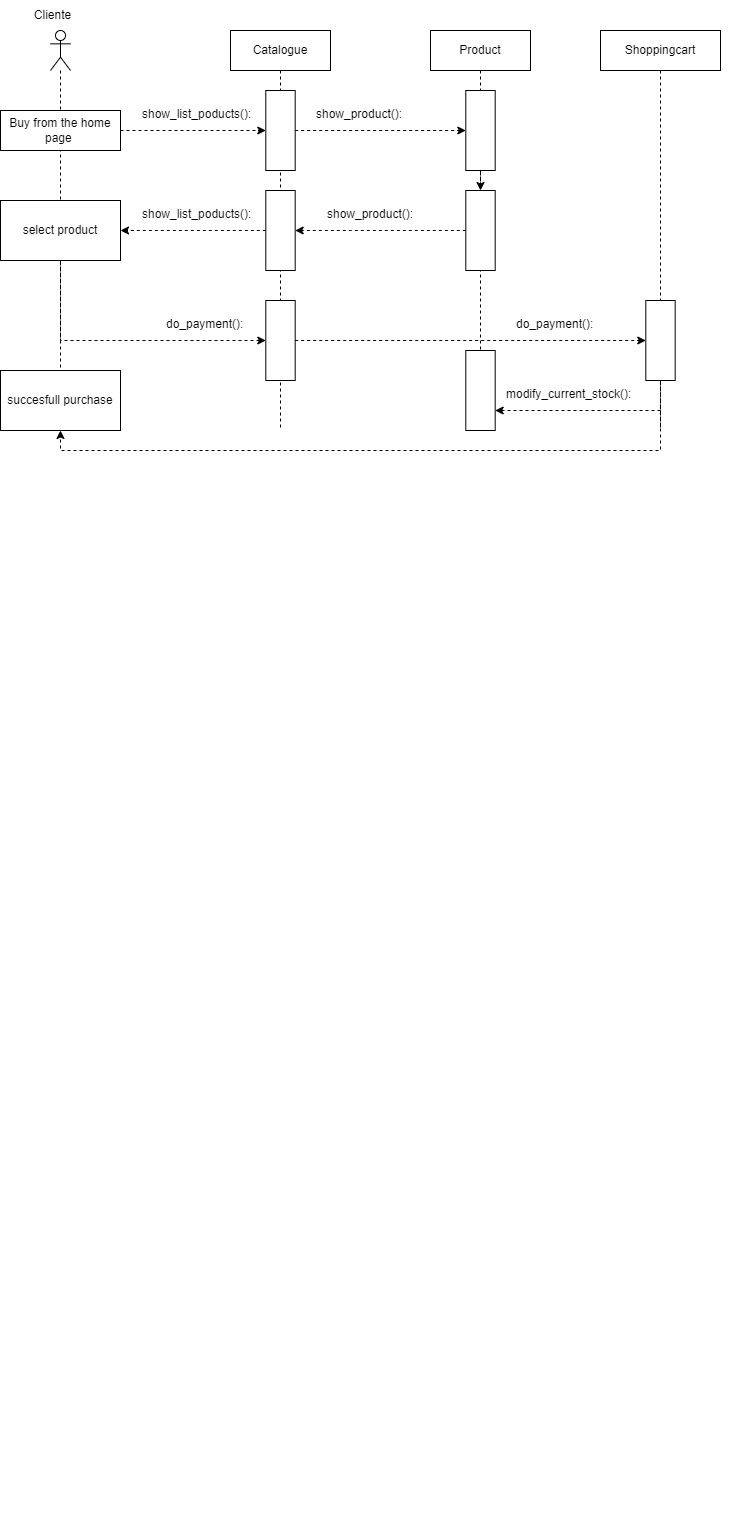 Cliente
Catalogue
Product
Shoppingcart
Buy from the home
page
show_list_poducts():
show_product():
select product
show_list_poducts():
show_product():
do_payment():
do_payment():
succesfull purchase
modify_current_stock():